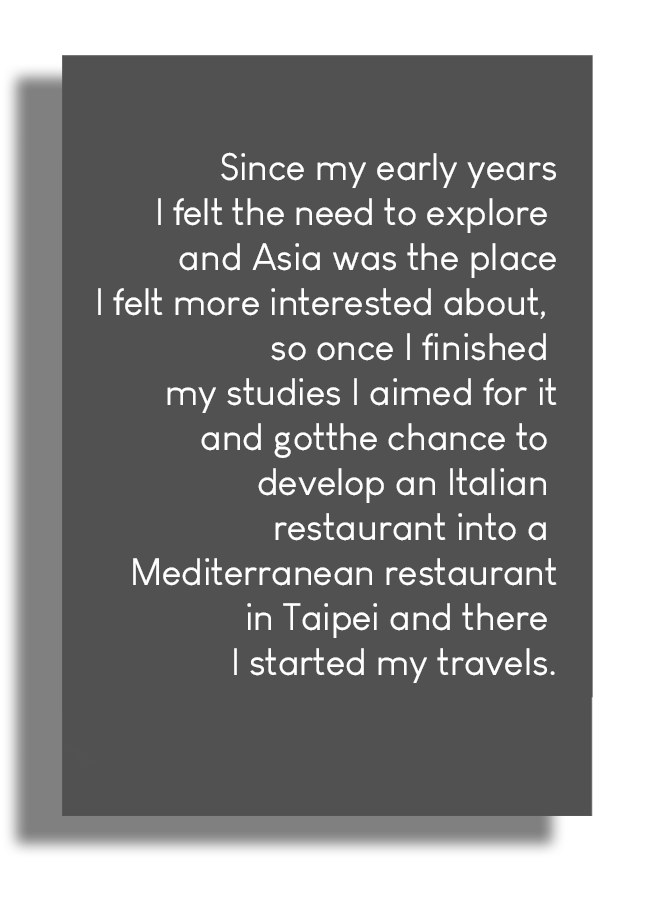 Since my early years
I felt the need to explore
and Asia was the place
I felt more interested about,
so once I finished
my studies I aimed for it
and gotthe chance to
develop an Italian
restaurant into a
Mediterranean restaurant
in Taipei and there
I started my travels.